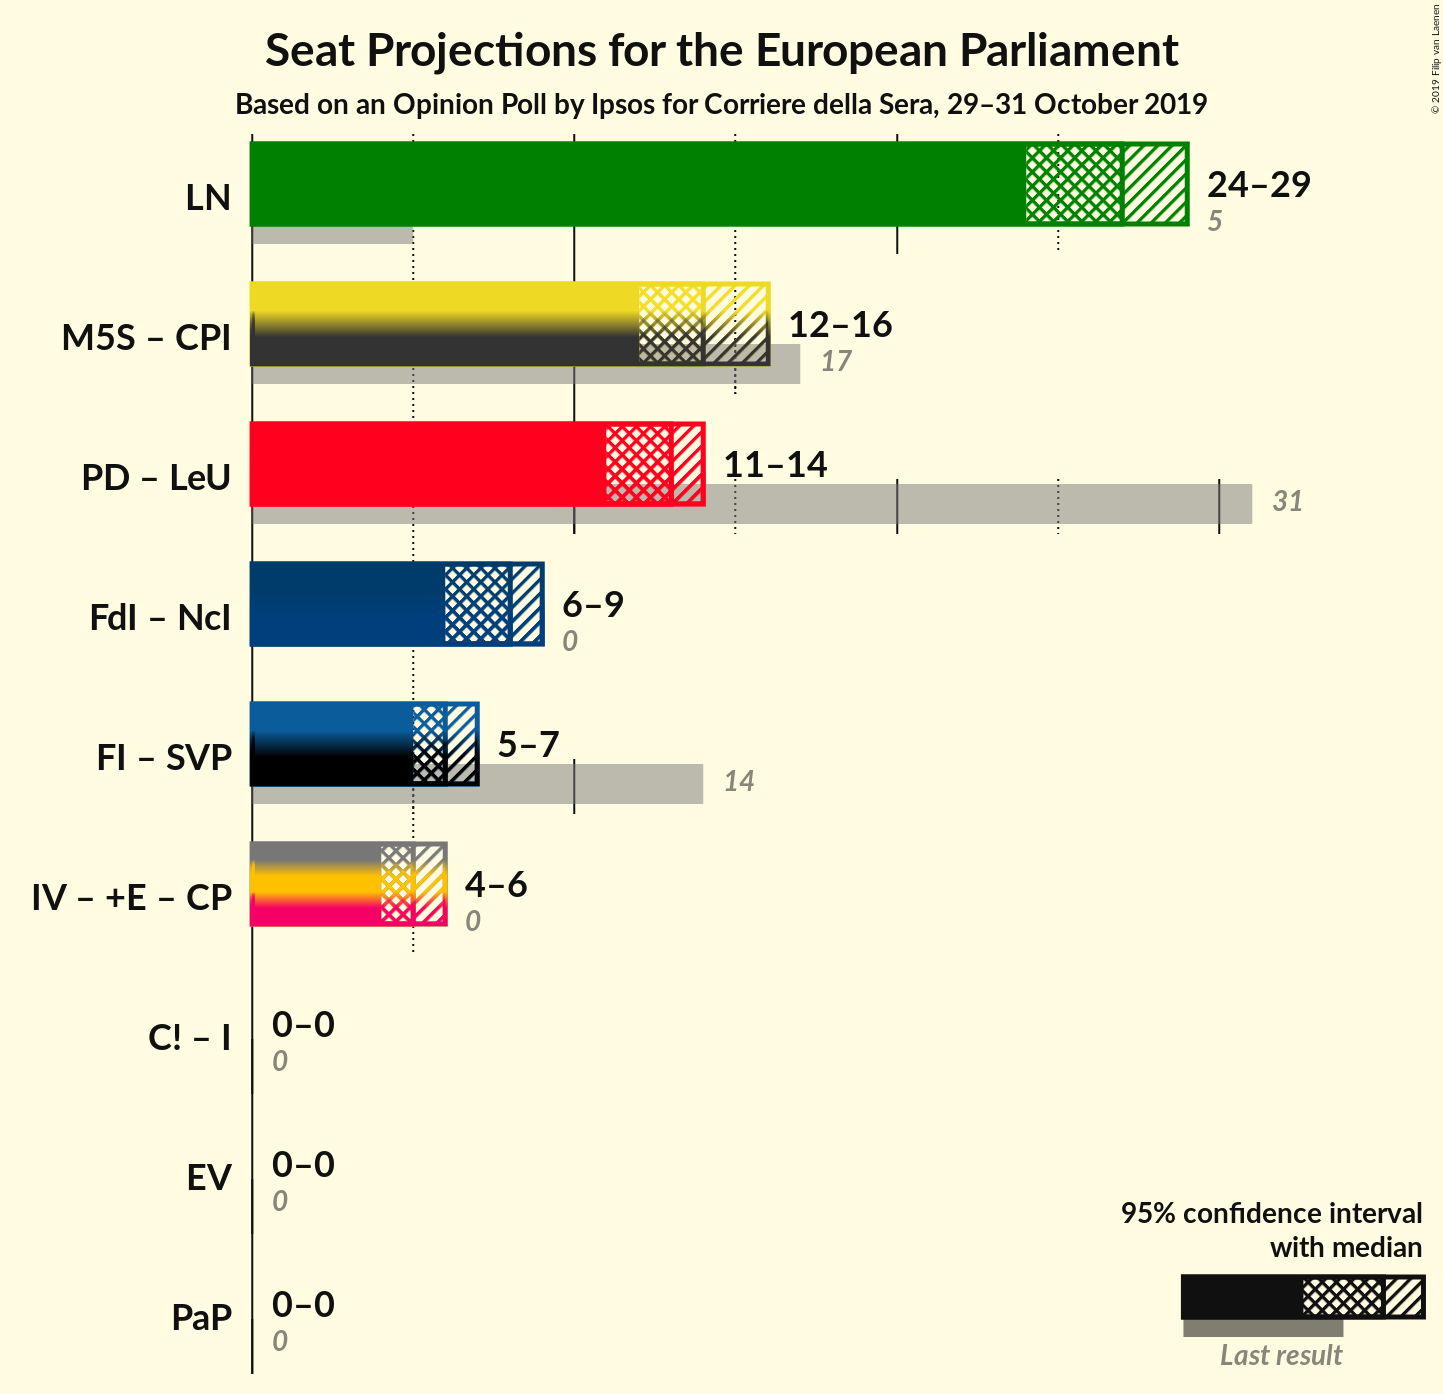 Seat Projections for the European Parliament
Based on an Opinion Poll by Ipsos for Corriere della Sera, 29–31 October 2019
© 2019 Filip van Laenen
LN
24–29
5
M5S – CPI
12–16
17
PD – LeU
11–14
31
FdI – NcI
6–9
0
FI – SVP
5–7
14
IV – +E – CP
4–6
0
C! – I
0–0
0
EV
0–0
0
PaP
0–0
0
95% confidence interval
with median
Last result